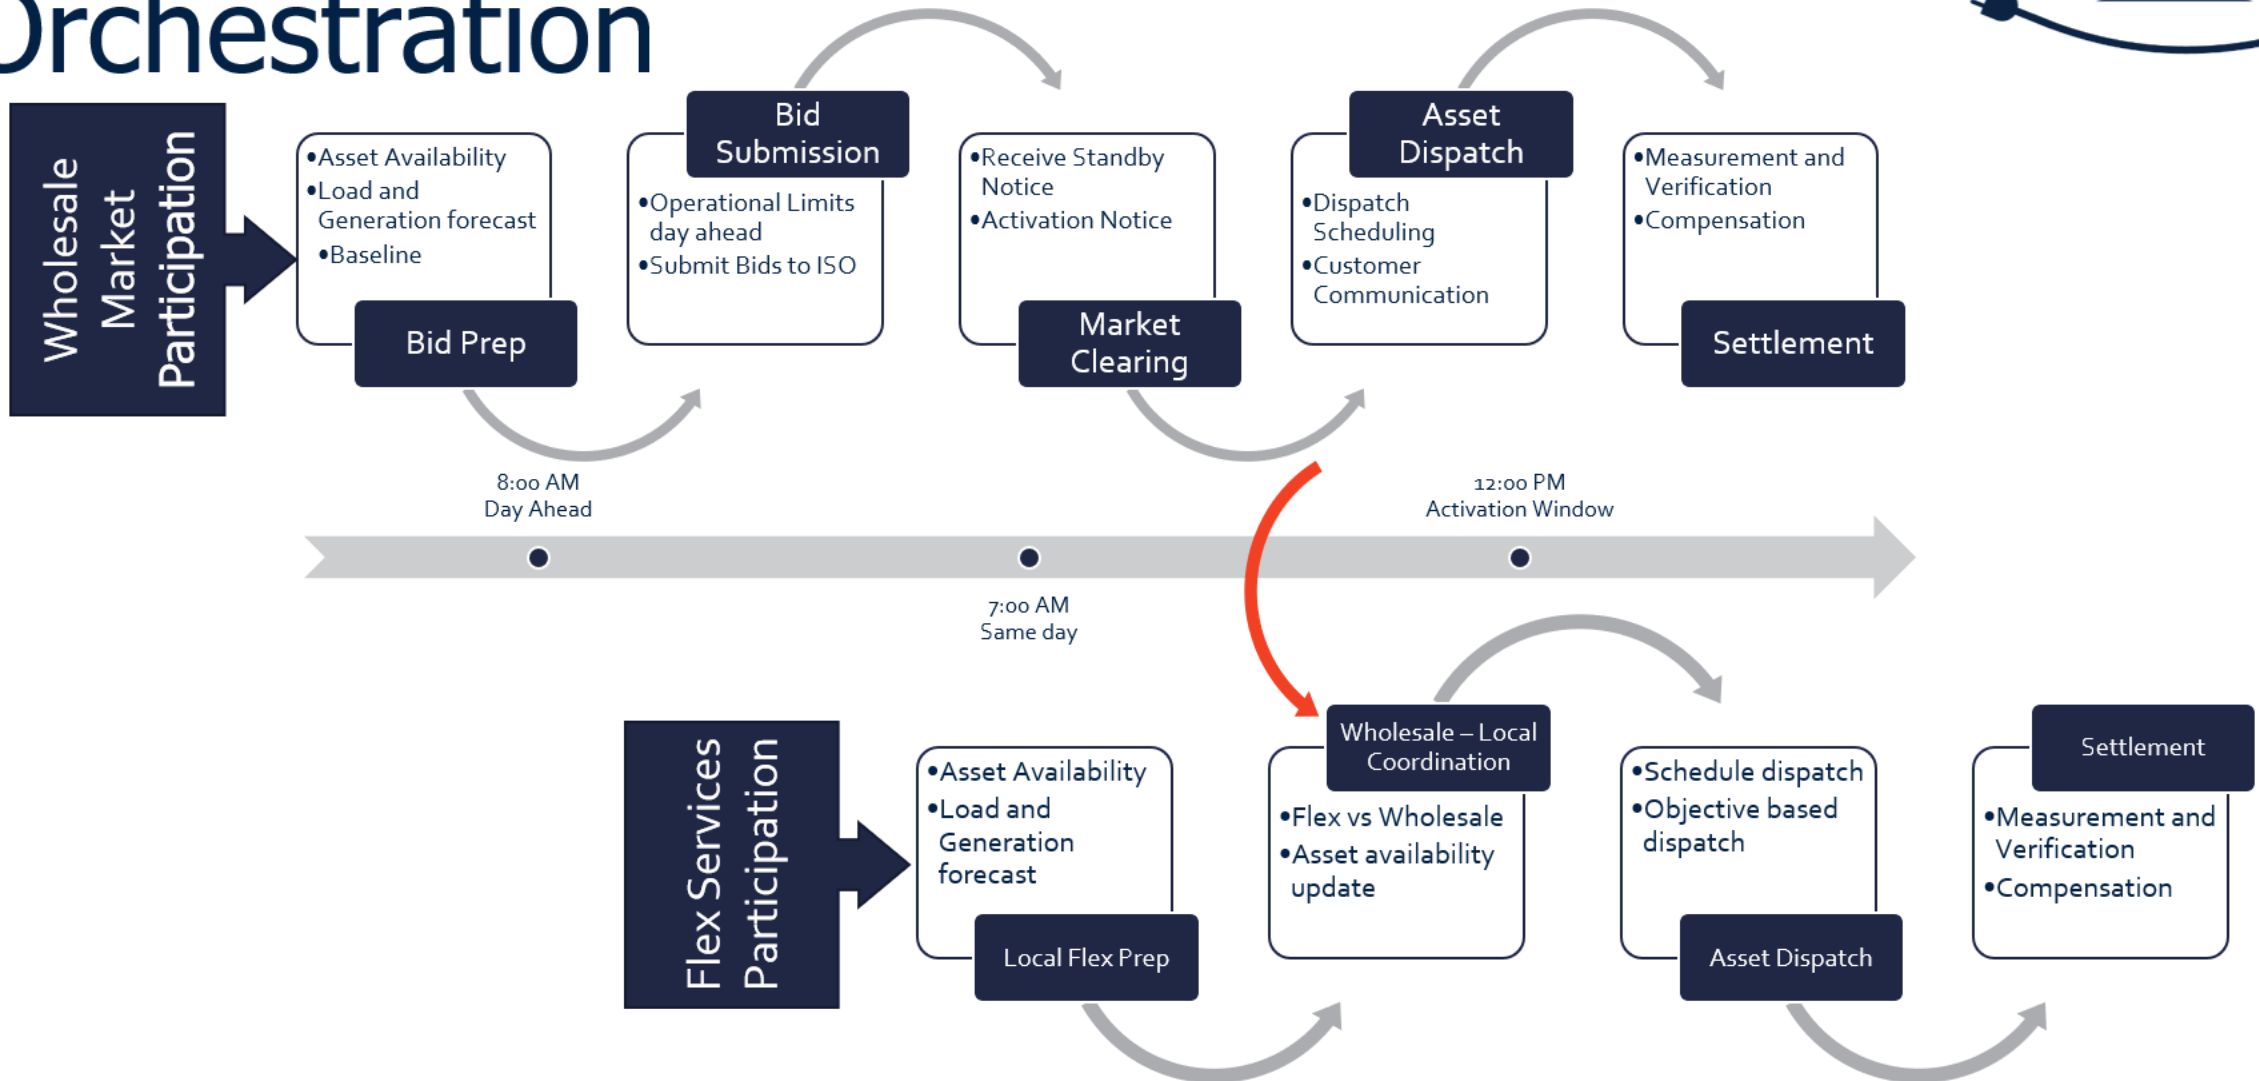 Orchestration
Wholesale
Market
Participation
•Asset Availability
•Load and
Generation forecast
•Baseline
Bid Prep
Bid
Submission
•Operational Limits
day ahead
•Submit Bids to ISO
•Receive Standby
Notice
•Activation Notice
Market
Clearing
Asset
Dispatch
•Dispatch
Scheduling
•Customer
Communication
•Measurement and
Verification
•Compensation
Settlement
8:00 AM
Day Ahead
7:00 AM
Same day
12:00 PM
Activation Window
Flex Services
Participation
•Asset Availability
•Load and
Generation
forecast
Local Flex Prep
Wholesale – Local
Coordination
•Flex vs Wholesale
•Asset availability
update
•Schedule dispatch
•Objective based
dispatch
Asset Dispatch
Settlement
•Measurement and
Verification
•Compensation